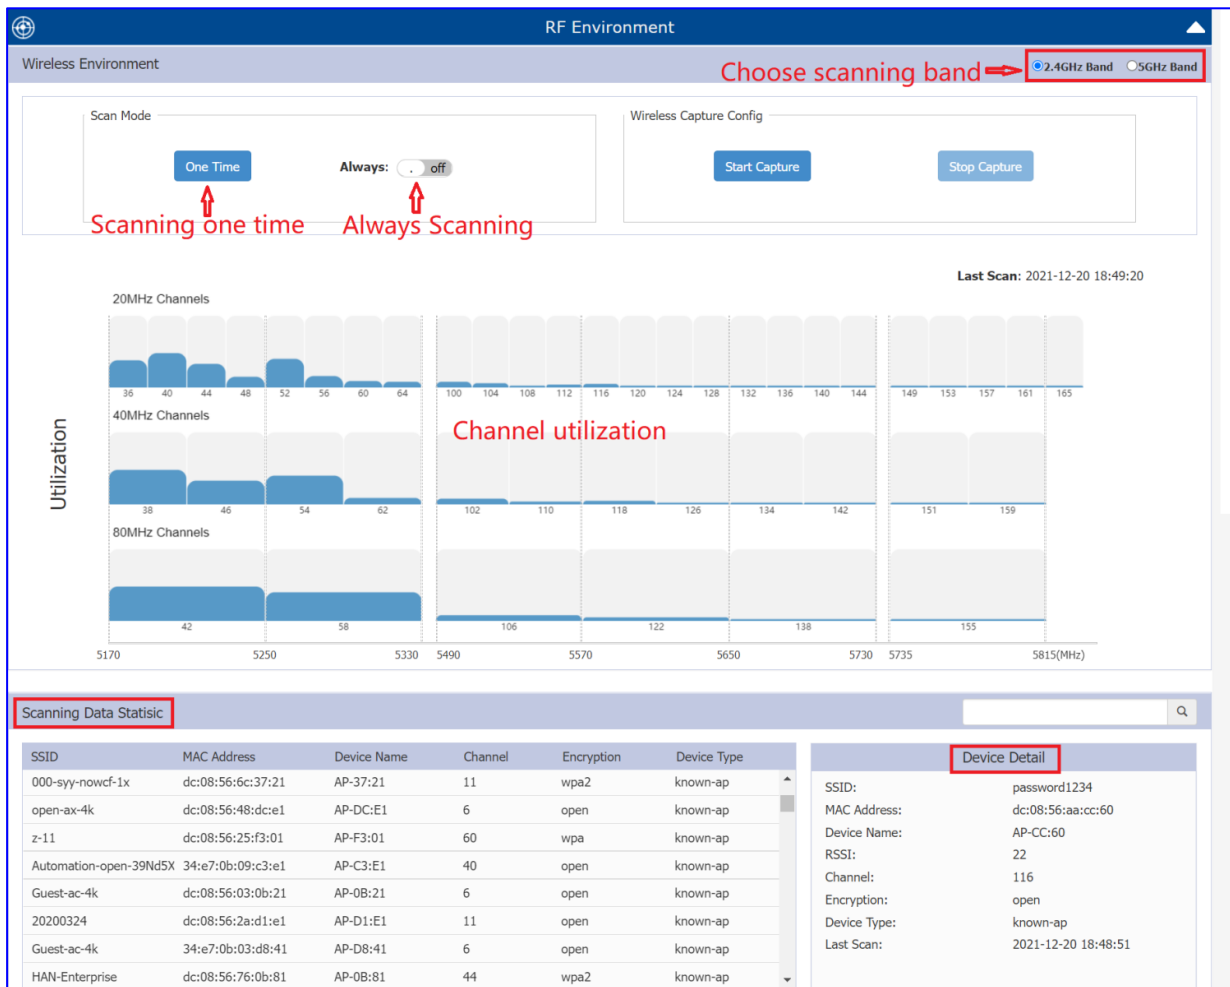 RF Environment
Wireless Environment
Choose scanning band
2.4GHz Band 5GHz Band
Scan Mode
Wireless Capture Config
One Time
Always: off
Start Capture
Stop Capture
Scanning one time
Always Scanning
Last Scan: 2021-12-20 18:49:20
20MHz Channels
36 40 44 48 52 56 60 64 100 104 108 112 116 120 124 128 132 136 140 144 149 153 157 161 165
40MHz Channels
Channel utilization
Utilization
38 46 54 62 102 110 118 126 134 142 151 159
80MHz Channels
42 58 106 122 138 155
5170 5250 5330 5490 5570 5650 5730 5735 5815(MHz)
Scanning Data Statisic
SSID MAC Address Device Name Channel Encryption Device Type
000-syy-nowcf-1x dc:08:56:6c:37:21 AP-37:21 11 wpa2 known-ap
open-ax-4k dc:08:56:48:dc:e1 AP-DC:E1 6 open known-ap
z-11 dc:08:56:25:f3:01 AP-F3:01 60 wpa known-ap
Automation-open-39Nd5X 34:e7:0b:09:c3:e1 AP-C3:E1 40 open known-ap
Guest-ac-4k dc:08:56:03:0b:21 AP-0B:21 6 open known-ap
20200324 dc:08:56:2a:d1:e1 AP-D1:E1 11 open known-ap
Guest-ac-4k 34:e7:0b:03:d8:41 AP-D8:41 6 open known-ap
HAN-Enterprise dc:08:56:76:0b:81 AP-0B:81 44 wpa2 known-ap
Device Detail
SSID: password1234
MAC Address: dc:08:56:aa:cc:60
Device Name: AP-CC:60
RSSI: 22
Channel: 116
Encryption: open
Device Type: known-ap
Last Scan: 2021-12-20 18:48:51